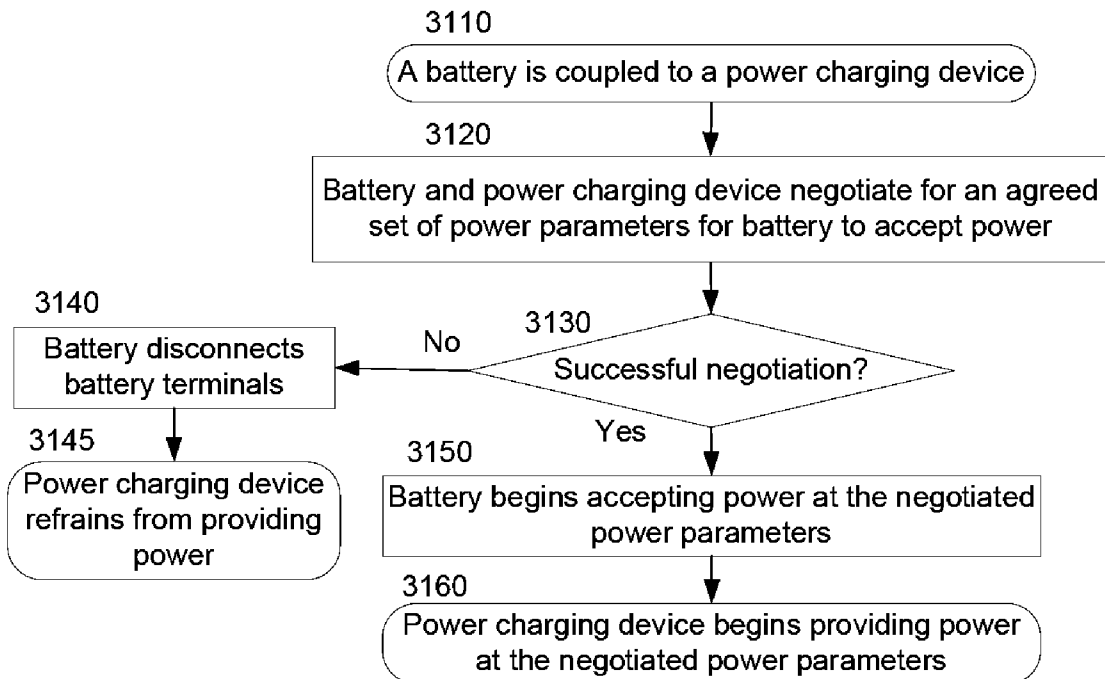 3110
A battery is coupled to a power charging device
3120
Battery and power charging device negotiate for an agreed
set of power parameters for battery to accept power
3130
Successful negotiation?
No
3140
Battery disconnects
battery terminals
3145
Power charging device
refrains from providing
power
Yes
3150
Battery begins accepting power at the negotiated
power parameters
3160
Power charging device begins providing power
at the negotiated power parameters